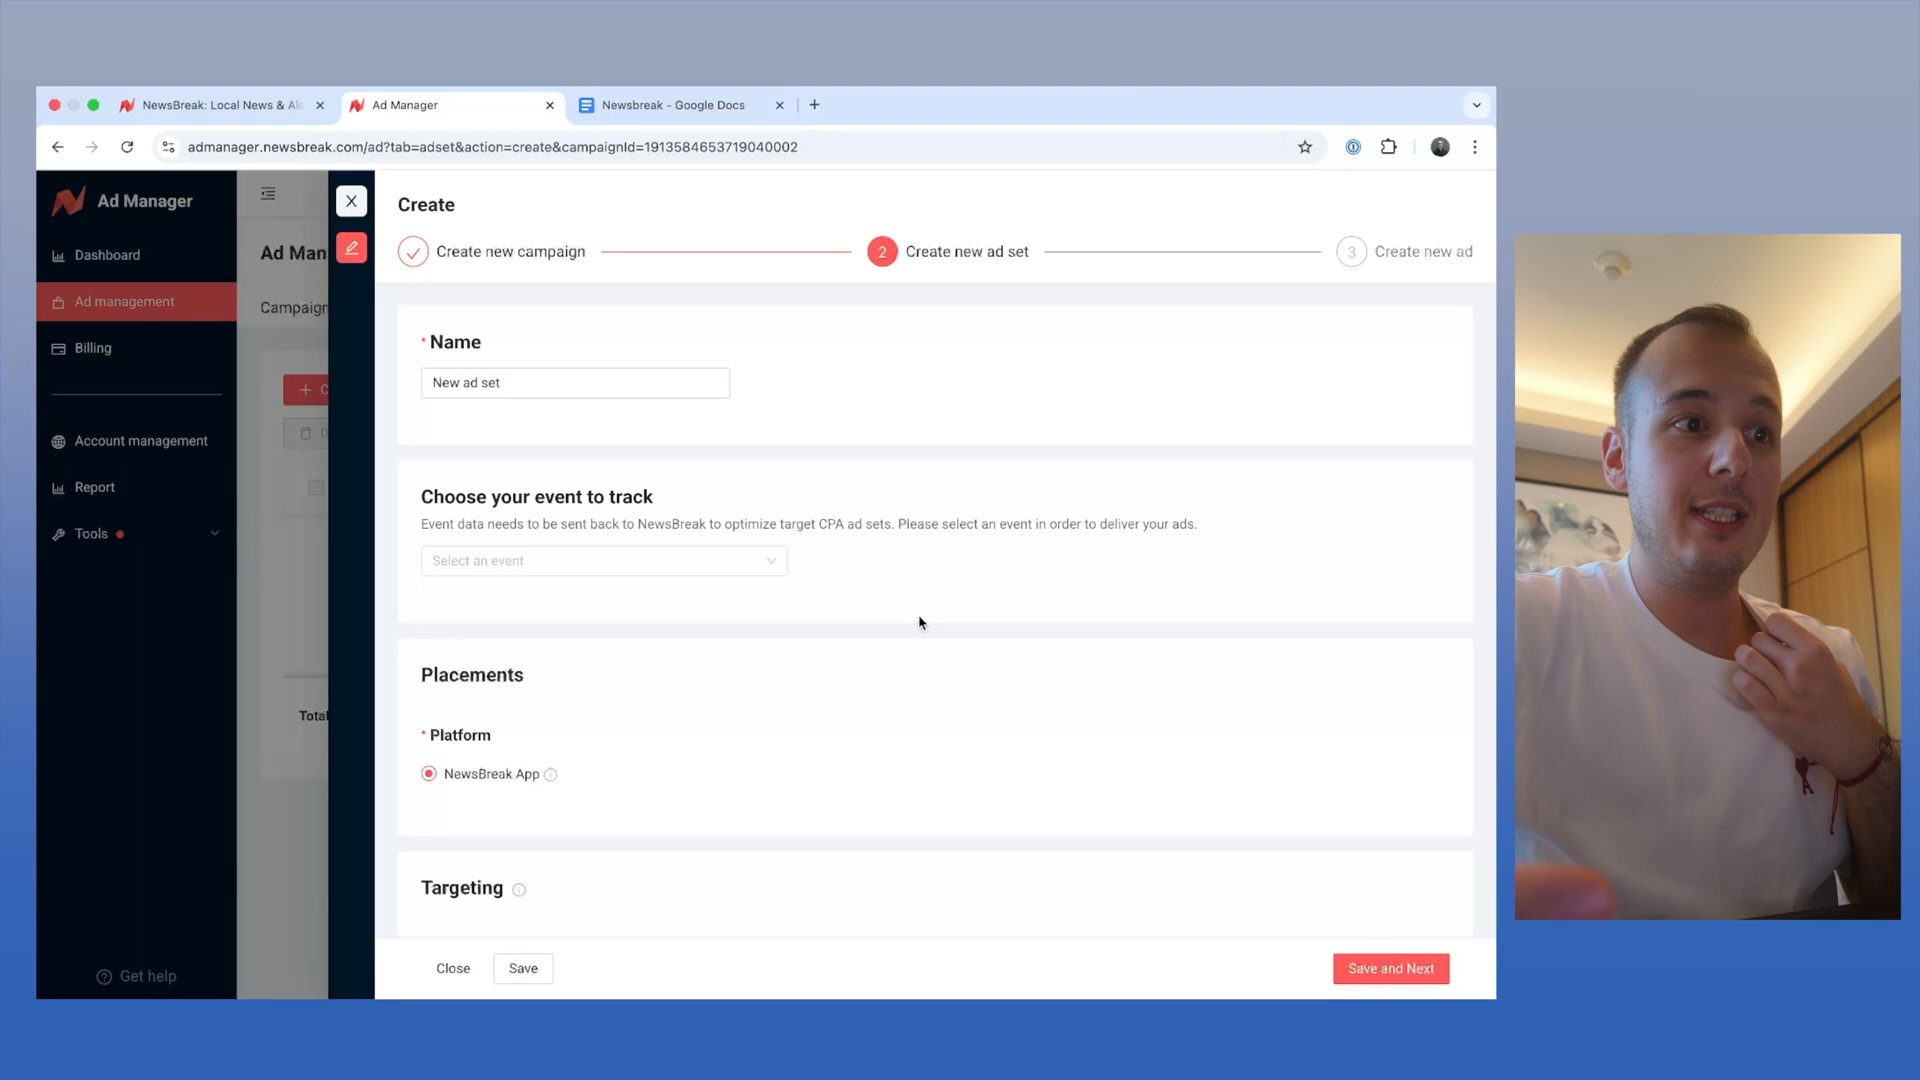 NewsBreak: Local News & Ale
Ad Manager
Newsbreak - Google Docs
admanager.newsbreak.com/ad?tab=adset&action=create&campaignId=1913584653719040002
Ad Manager
Dashboard
Ad management
Billing
Account management
Report
Tools
Get help
Ad Man
Campaign
+ C
D
Total
Create
Create new campaign
2 Create new ad set
3 Create new ad
* Name
New ad set
Choose your event to track
Event data needs to be sent back to NewsBreak to optimize target CPA ad sets. Please select an event in order to deliver your ads.
Select an event
Placements
* Platform
NewsBreak App
Targeting
Close
Save
Save and Next